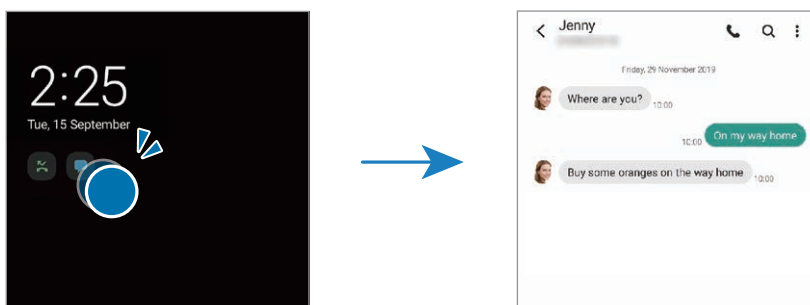 2:25
Tue, 15 September
Jenny
Friday, 29 November 2019
Where are you? 10:00
10:00 On my way home
Buy some oranges on the way home 10:00